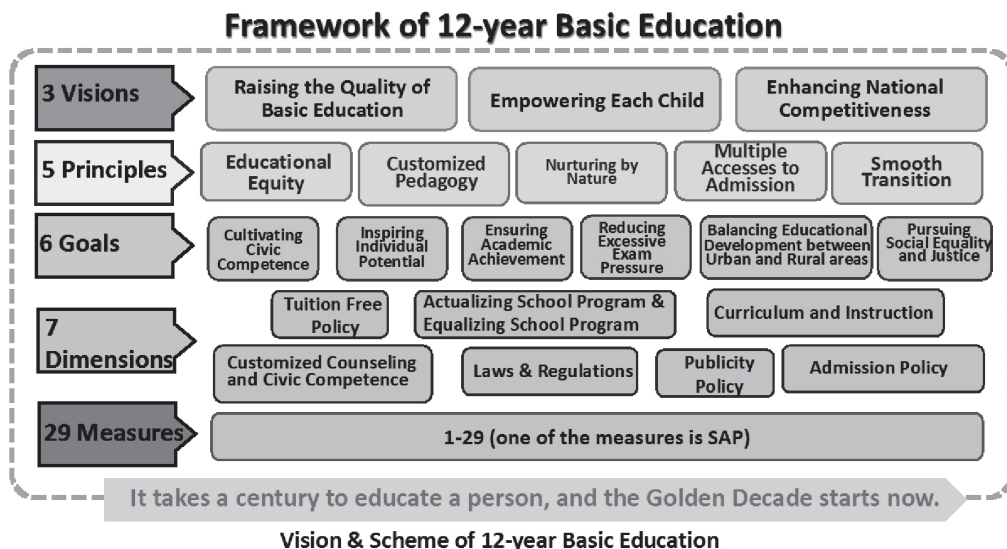 Framework of 12-year Basic Education
3 Visions
Raising the Quality of
Basic Education
Empowering Each Child
Enhancing National
Competitiveness
5 Principles
Educational
Equity
Customized
Pedagogy
Nurturing by
Nature
Multiple
Accesses to
Admission
Smooth
Transition
6 Goals
Cultivating
Civic
Competence
Inspiring
Individual
Potential
Ensuring
Academic
Achievement
Reducing
Excessive
Exam
Pressure
Balancing Educational
Development between
Urban and Rural areas
Pursuing
Social Equality
and Justice
7
Dimensions
Tuition Free
Policy
Actualizing School Program &
Equalizing School Program
Curriculum and Instruction
Customized Counseling
and Civic Competence
Laws & Regulations
Publicity
Policy
Admission Policy
29 Measures
1-29 (one of the measures is SAP)
It takes a century to educate a person, and the Golden Decade starts now.
Vision & Scheme of 12-year Basic Education